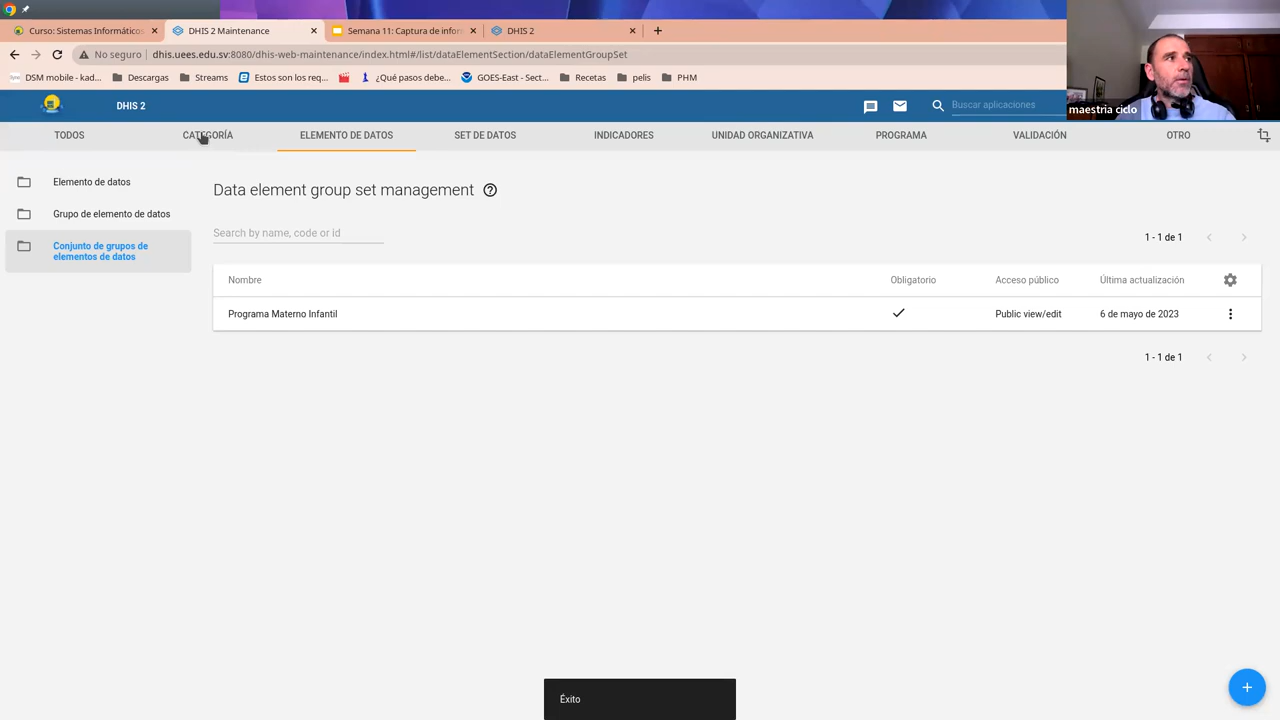 Curso: Sistemas Informáticos
DHIS 2 Maintenance
Semana 11: Captura de infor
DHIS 2
No seguro
dhis.uees.edu.sv:8080/dhis-web-maintenance/index.html#/list/dataElementSection/dataElementGroupSet
DSM mobile - kad...
Descargas
Streams
Estos son los req...
¿Qué pasos debe...
GOES-East - Sect...
Recetas
pelis
PHM
maestria ciclo
DHIS 2
Buscar aplicaciones
TODOS
CATEGORÍA
ELEMENTO DE DATOS
SET DE DATOS
INDICADORES
UNIDAD ORGANIZATIVA
PROGRAMA
VALIDACIÓN
OTRO
Elemento de datos
Grupo de elemento de datos
Conjunto de grupos de
elementos de datos
Data element group set management
Search by name, code or id
1 - 1 de 1
Nombre
Obligatorio
Acceso público
Última actualización
Programa Materno Infantil
Public view/edit
6 de mayo de 2023
1 - 1 de 1
Éxito